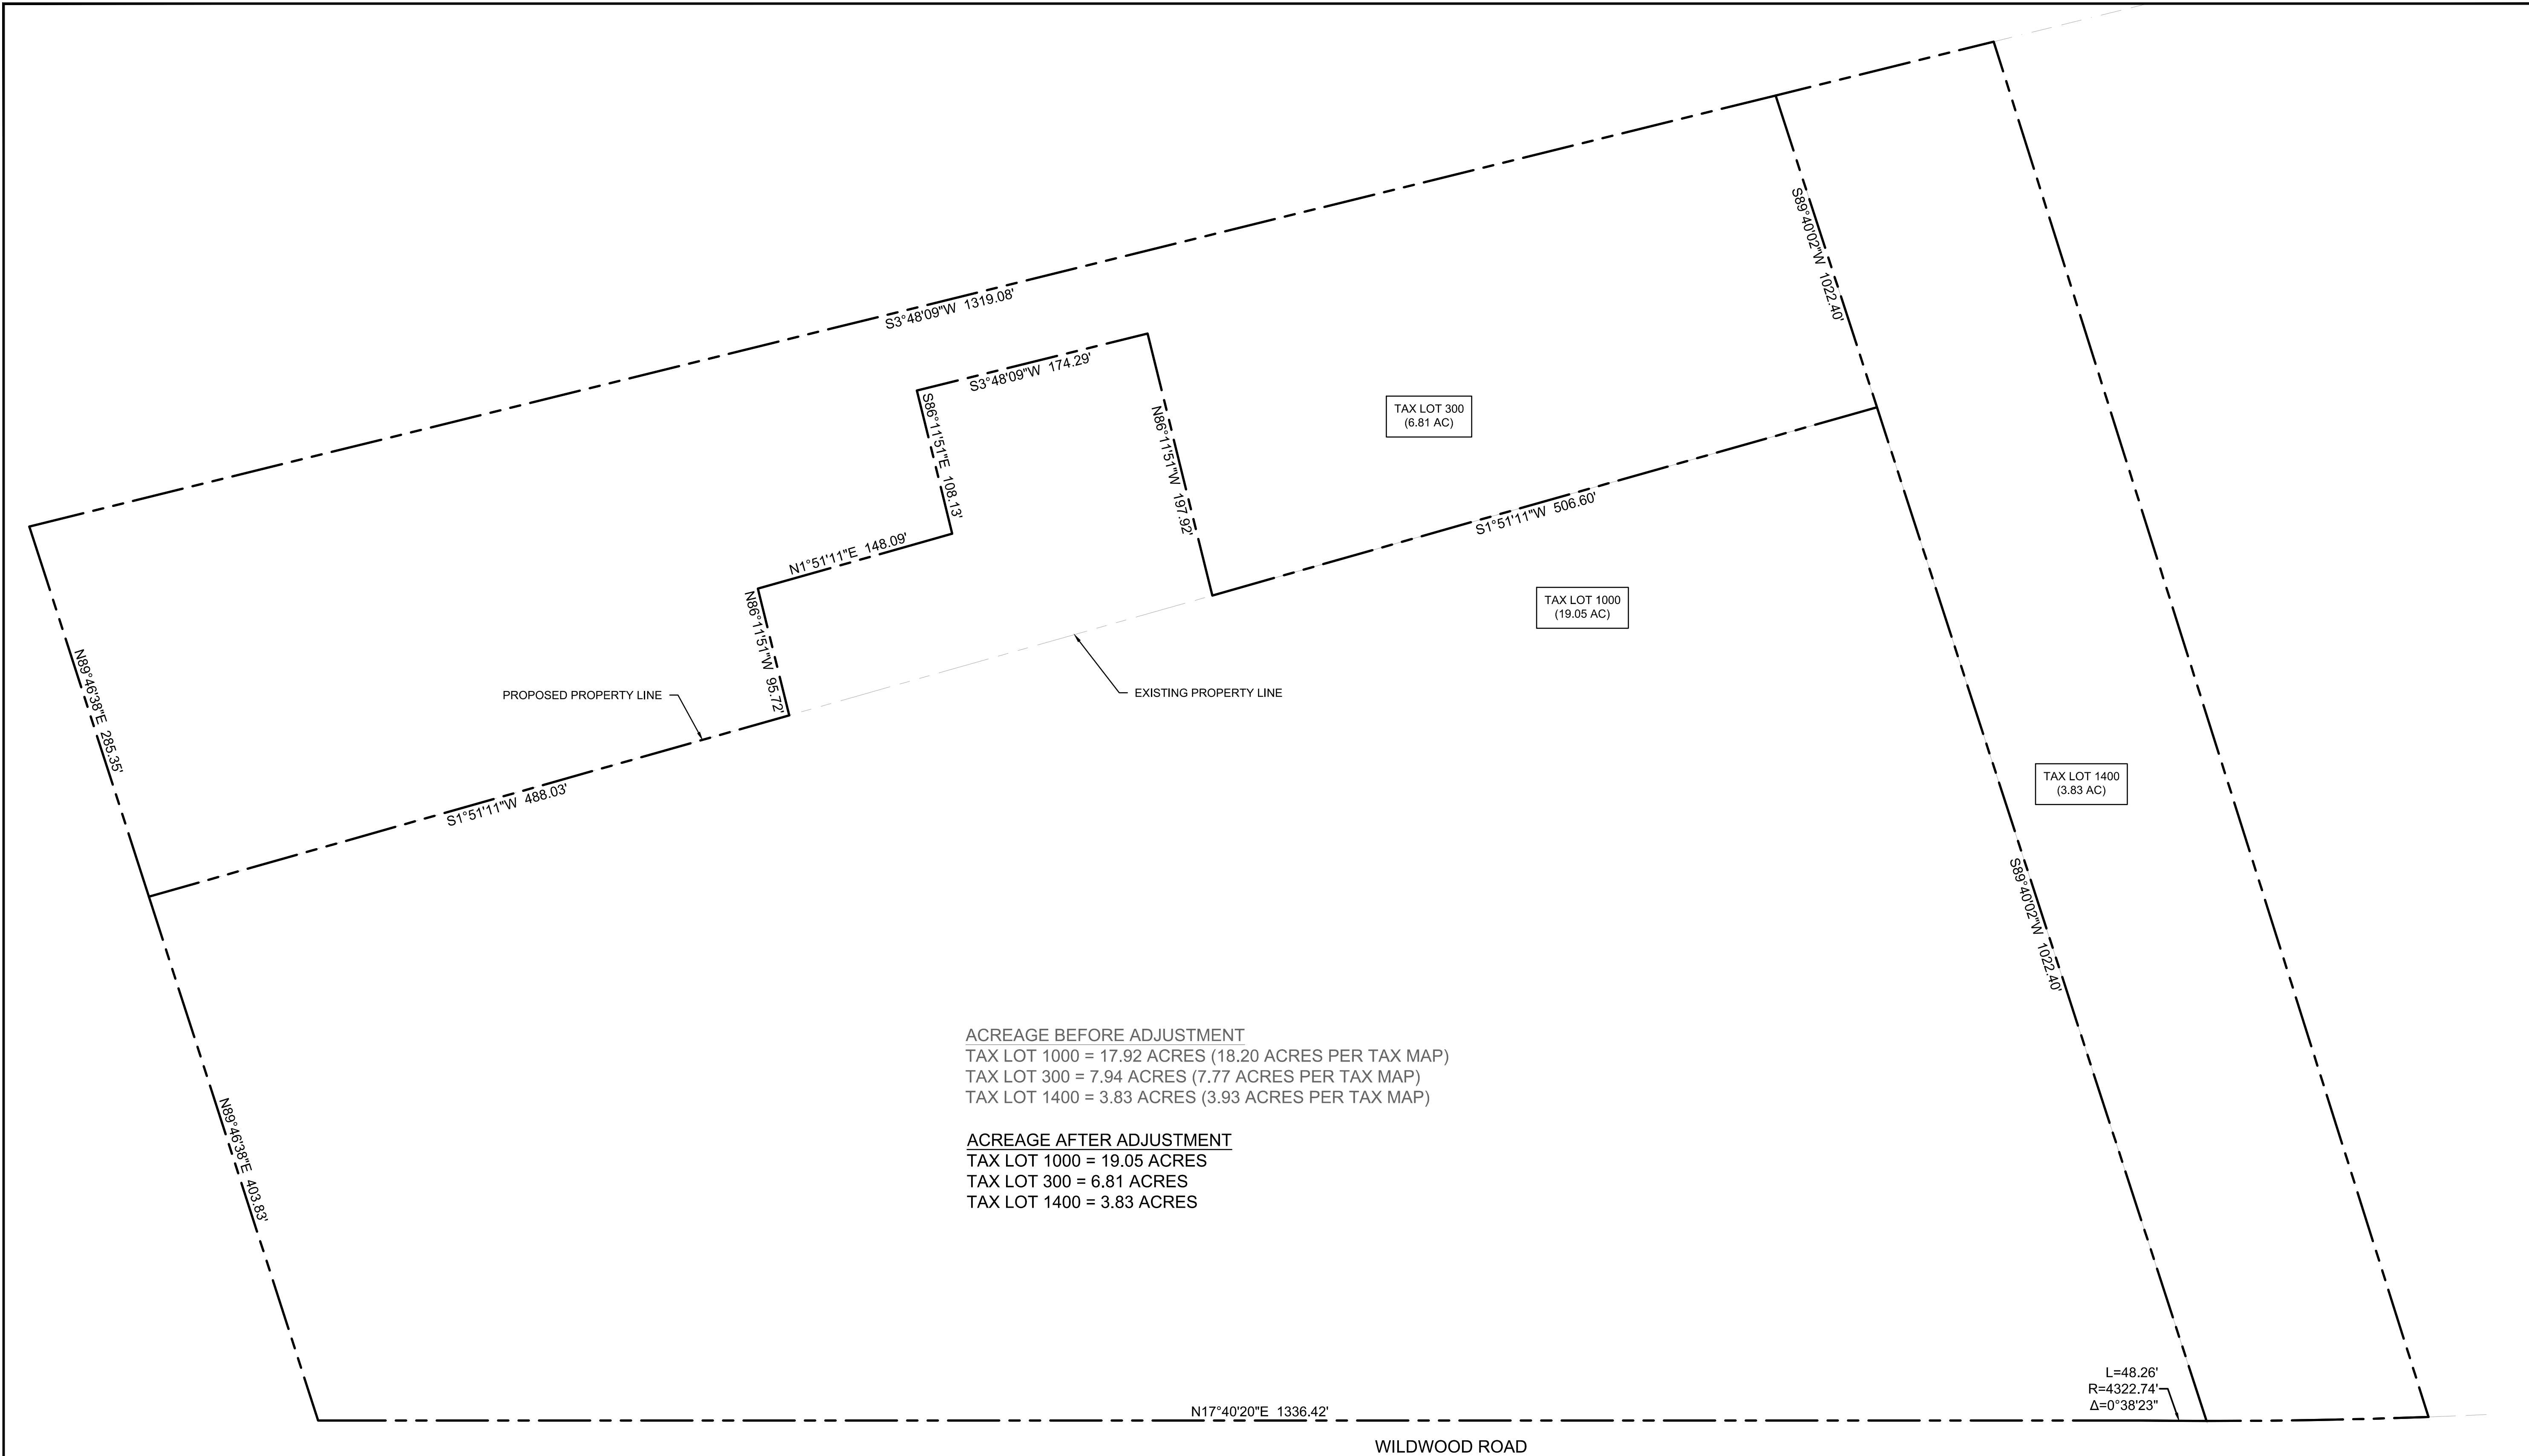 S89°40'02"W 1022.40'
S3°48'09"W 1319.08'
S3°48'09"W 174.29'
S86°11'51"E 108.13'
N86°11'51"W 197.92'
TAX LOT 300
(6.81 AC)
S1°51'11"W 506.60'
N1°51'11"E 148.09'
N86°11'51"W 95.72'
TAX LOT 1000
(19.05 AC)
N89°46'38"E 285.35'
PROPOSED PROPERTY LINE
EXISTING PROPERTY LINE
S1°51'11"W 488.03'
TAX LOT 1400
(3.83 AC)
S89°40'02"W 1022.40'
ACREAGE BEFORE ADJUSTMENT
TAX LOT 1000 = 17.92 ACRES (18.20 ACRES PER TAX MAP)
TAX LOT 300 = 7.94 ACRES (7.77 ACRES PER TAX MAP)
TAX LOT 1400 = 3.83 ACRES (3.93 ACRES PER TAX MAP)
ACREAGE AFTER ADJUSTMENT
TAX LOT 1000 = 19.05 ACRES
TAX LOT 300 = 6.81 ACRES
TAX LOT 1400 = 3.83 ACRES
N89°46'38"E 403.83'
L=48.26'
R=4322.74'
Δ=0°38'23"
N17°40'20"E 1336.42'
WILDWOOD ROAD